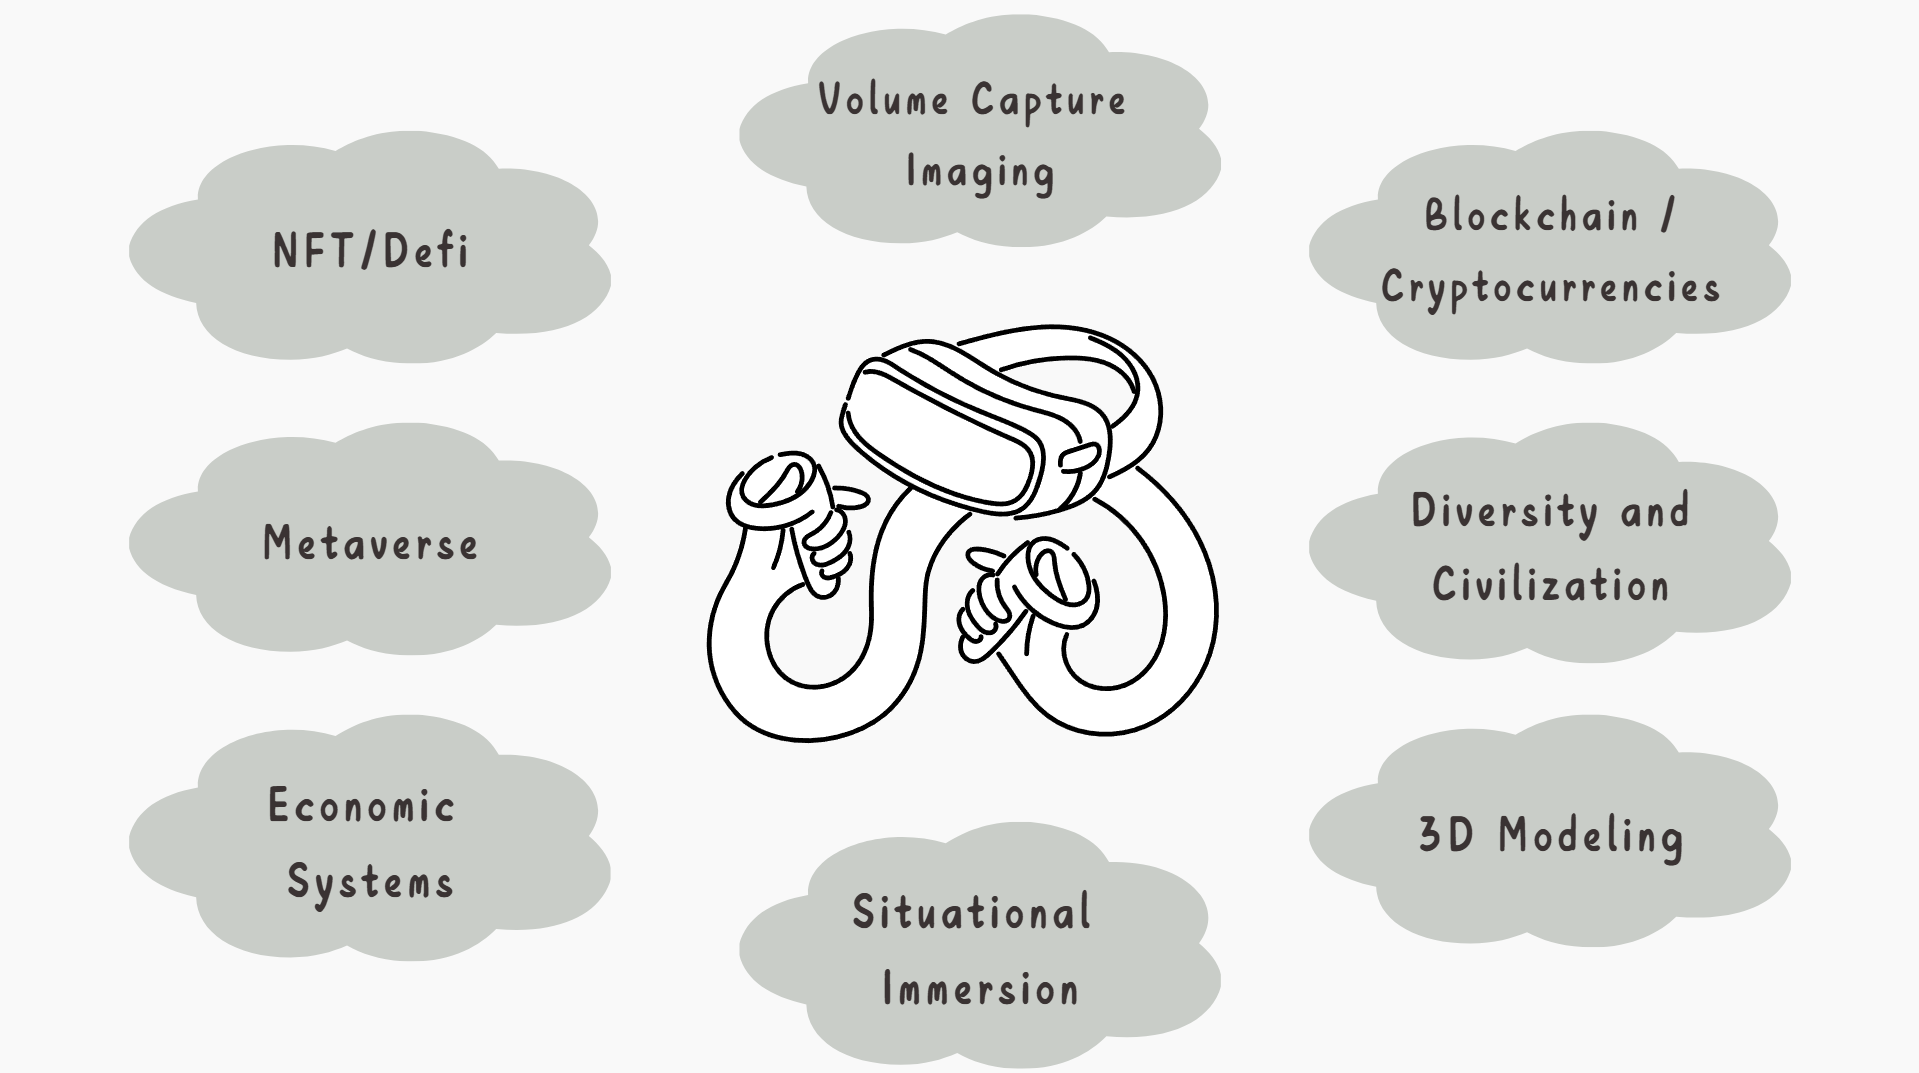 Volume Capture
Imaging
NFT/Defi
Blockchain /
Cryptocurrencies
Metaverse
Diversity and
Civilization
Economic
Systems
3D Modeling
Situational
Immersion